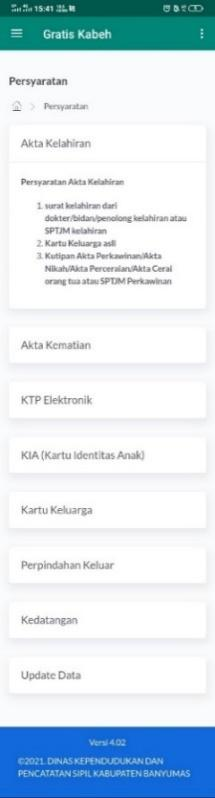 15:41
Gratis Kabeh
Persyaratan
> Persyaratan
Akta Kelahiran
Persyaratan Akta Kelahiran
1. surat kelahiran dari
dokter/bidan/penolong kelahiran atau
SPTJM kelahiran
2. Kartu Keluarga asli
3. Kutipan Akta Perkawinan/Akta
Nikah/Akta Perceraian/Akta Cerai
orang tua atau SPTJM Perkawinan
Akta Kematian
KTP Elektronik
KIA (Kartu Identitas Anak)
Kartu Keluarga
Perpindahan Keluar
Kedatangan
Update Data
Versi 4.02
©2021. DINAS KEPENDUDUKAN DAN
PENCATATAN SIPIL KABUPATEN BANYUMAS